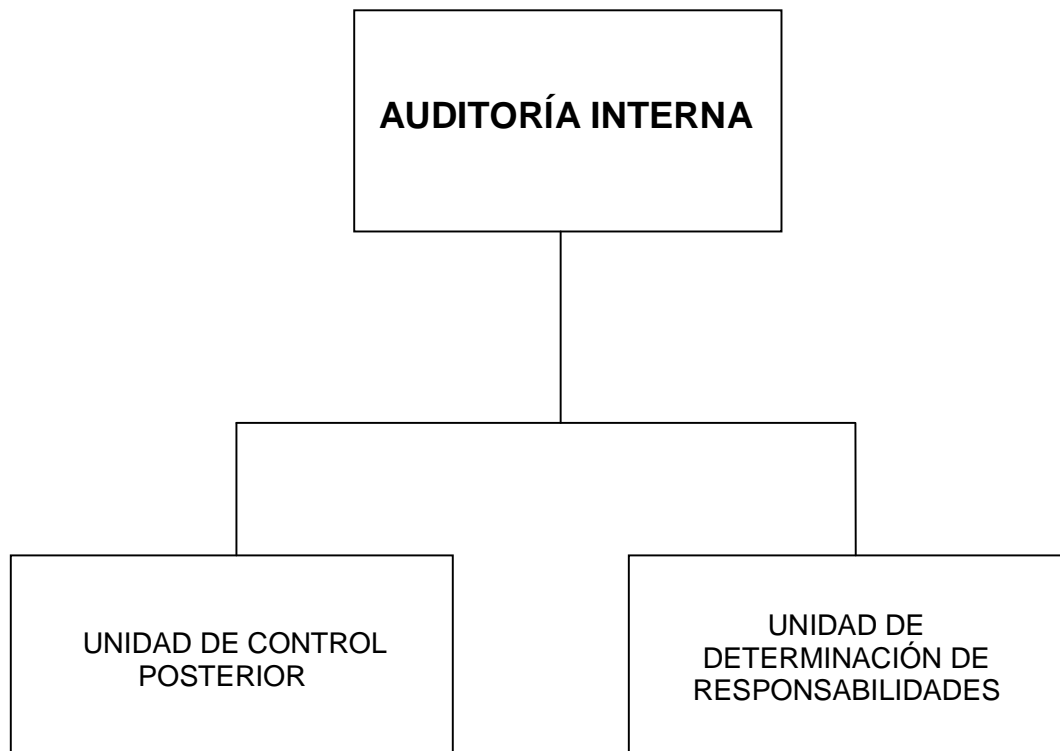 AUDITORÍA INTERNA
UNIDAD DE CONTROL
POSTERIOR
UNIDAD DE
DETERMINACIÓN DE
RESPONSABILIDADES